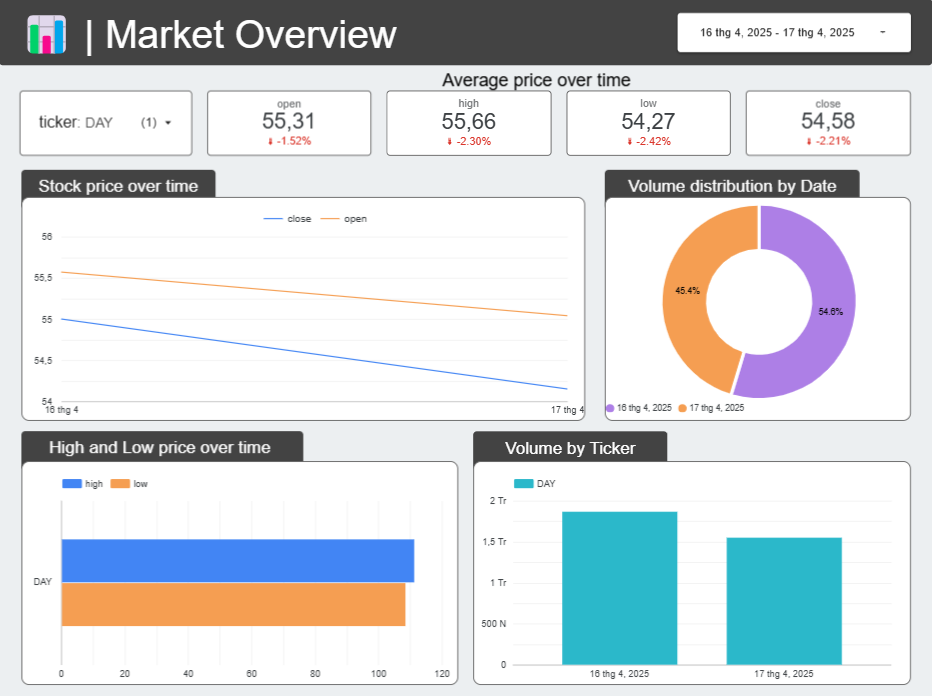 | Market Overview
16 thg 4, 2025 - 17 thg 4, 2025
Average price over time
ticker: DAY (1)
open
55,31
-1.52%
high
55,66
-2.30%
low
54,27
-2.42%
close
54,58
-2.21%
Stock price over time
close open
56
55,5
55
54,5
54
16 thg 4 17 thg 4
Volume distribution by Date
45.4%
54.6%
16 thg 4, 2025 17 thg 4, 2025
High and Low price over time
high low
DAY
0 20 40 60 80 100 120
Volume by Ticker
DAY
2 Tr
1,5 Tr
1 Tr
500 N
0
16 thg 4, 2025 17 thg 4, 2025